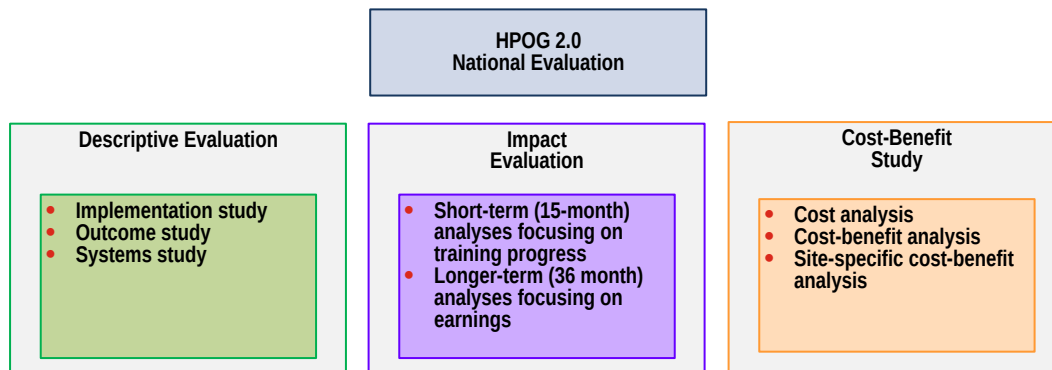 HPOG 2.0
National Evaluation
Descriptive Evaluation
• Implementation study
• Outcome study
• Systems study
Impact
Evaluation
• Short-term (15-month)
analyses focusing on
training progress
• Longer-term (36 month)
analyses focusing on
earnings
Cost-Benefit
Study
• Cost analysis
• Cost-benefit analysis
• Site-specific cost-benefit
analysis